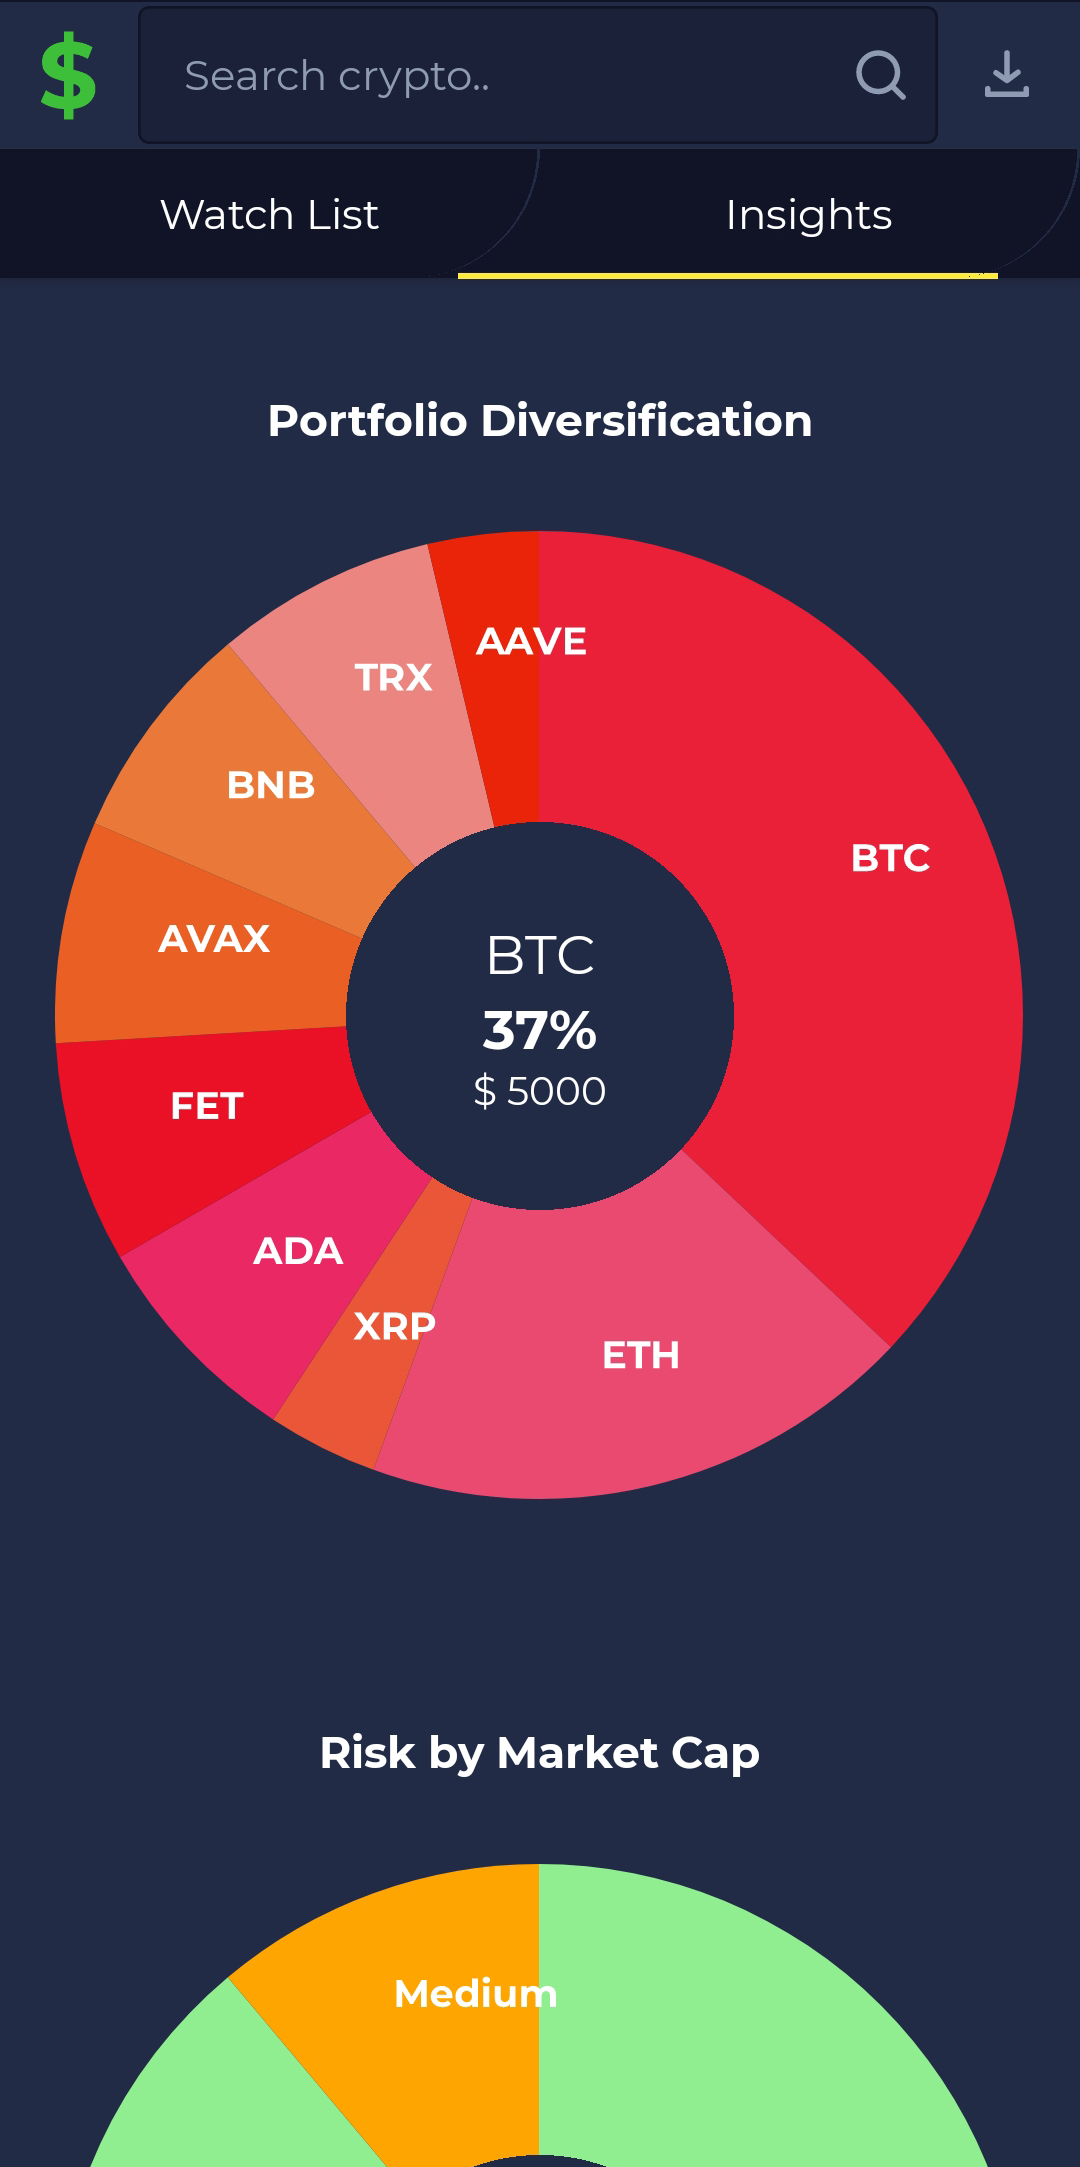 $
Search crypto..
Watch List
Insights
Portfolio Diversification
AAVE
TRX
BNB
BTC
AVAX
BTC
37%
$ 5000
FET
ADA
XRP
ETH
Risk by Market Cap
Medium